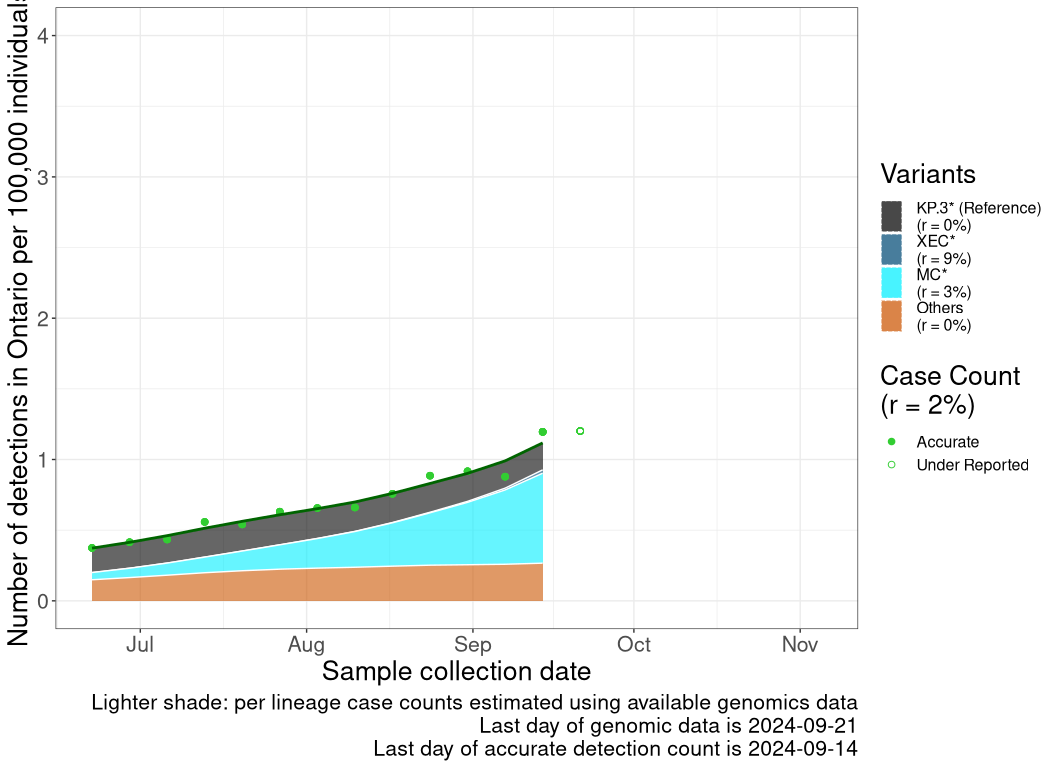 Number of detections in Ontario per 100,000 individuals
4
3
2
1
0
Jul
Aug
Sep
Oct
Nov
Sample collection date
Variants
KP.3* (Reference)
(r = 0%)
XEC*
(r = 9%)
MC*
(r = 3%)
Others
(r = 0%)
Case Count
(r = 2%)
Accurate
Under Reported
Lighter shade: per lineage case counts estimated using available genomics data
Last day of genomic data is 2024-09-21
Last day of accurate detection count is 2024-09-14